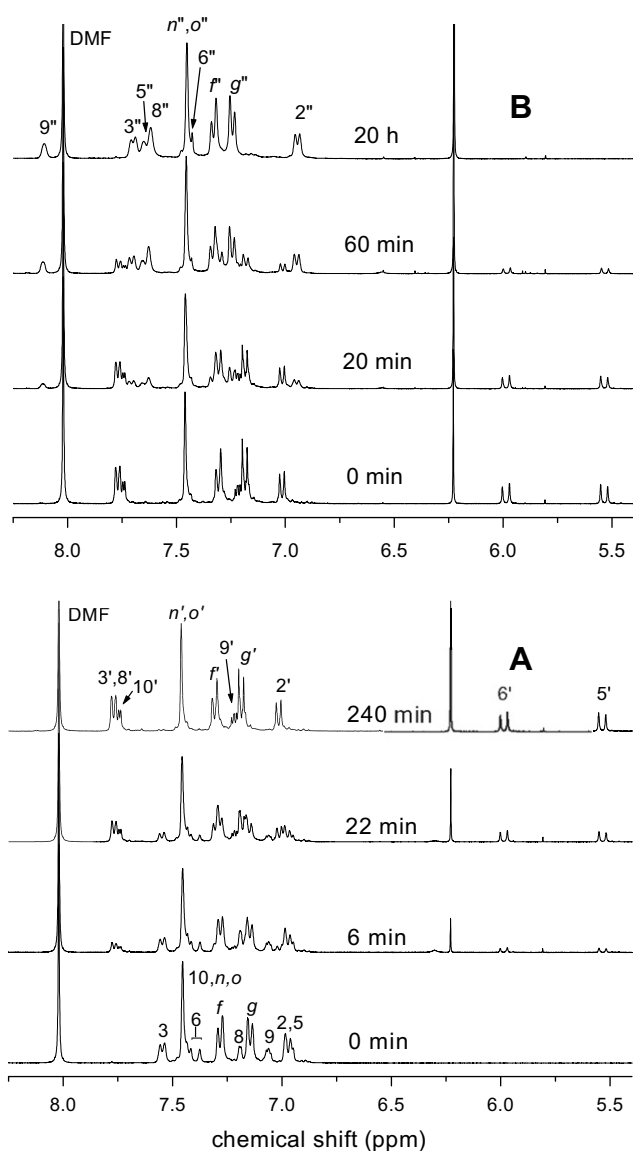 DMF
n",o"
6"
5"
8"
3"
9"
f"
g"
2"
B
20 h
60 min
20 min
0 min
8.0 7.5 7.0 6.5 6.0 5.5
DMF
n',o'
9'
g'
f'
3',8'
10'
2'
A
6'
5'
240 min
22 min
6 min
10,n,o
0 min
3
6
f
8
g
9
2,5
8.0 7.5 7.0 6.5 6.0 5.5
chemical shift (ppm)